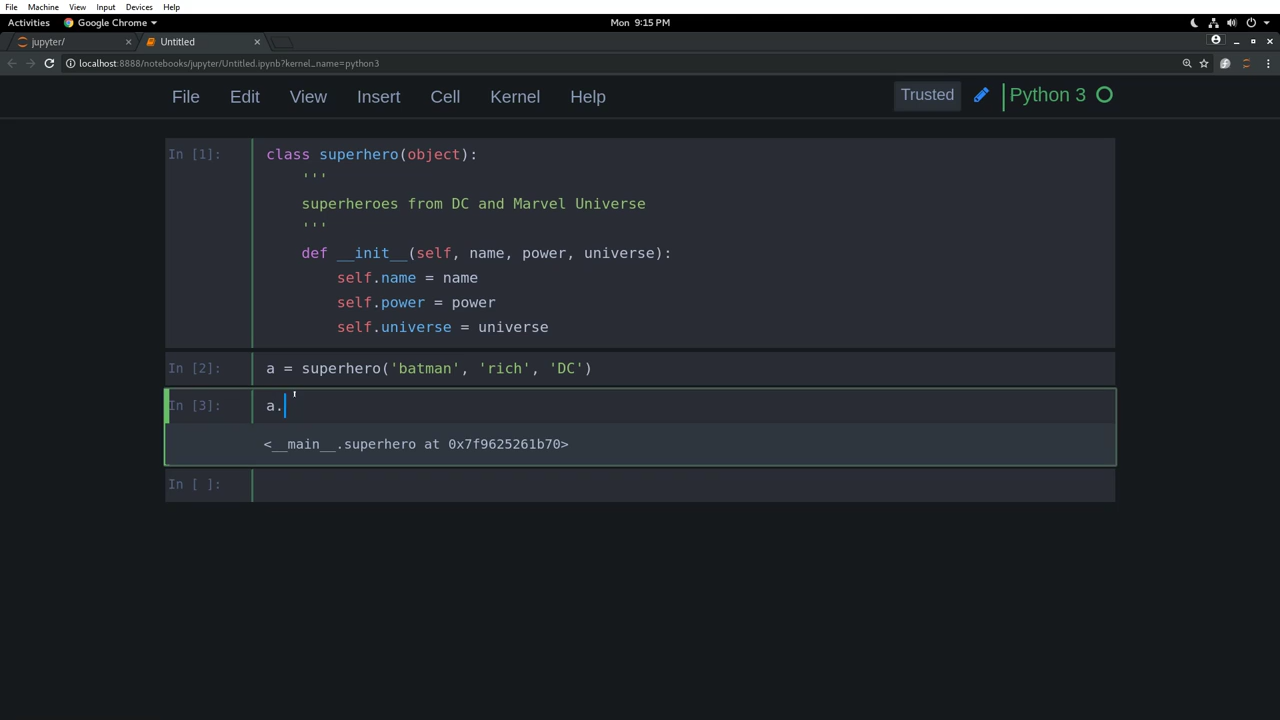 File Machine View Input Devices Help
Activities Google Chrome Mon 9:15 PM
jupyter/ Untitled
localhost:8888/notebooks/jupyter/Untitled.ipynb?kernel_name=python3
File Edit View Insert Cell Kernel Help Trusted Python 3
In [1]: class superhero(object):
'''
superheroes from DC and Marvel Universe
'''
def __init__(self, name, power, universe):
self.name = name
self.power = power
self.universe = universe
In [2]: a = superhero('batman', 'rich', 'DC')
In [3]: a.
<__main__.superhero at 0x7f9625261b70>
In [ ]: